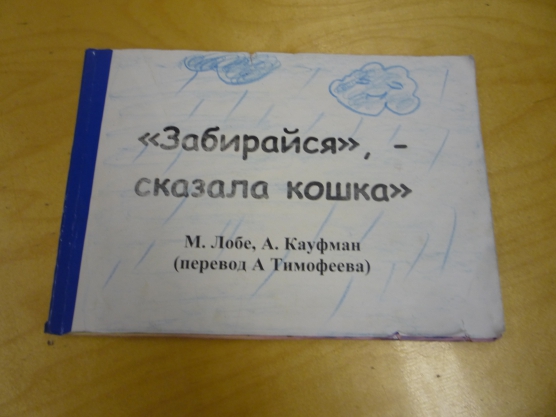 «Забирайся», -
сказала кошка»
М. Лобе, А. Кауфман
(перевод А Тимофеева)